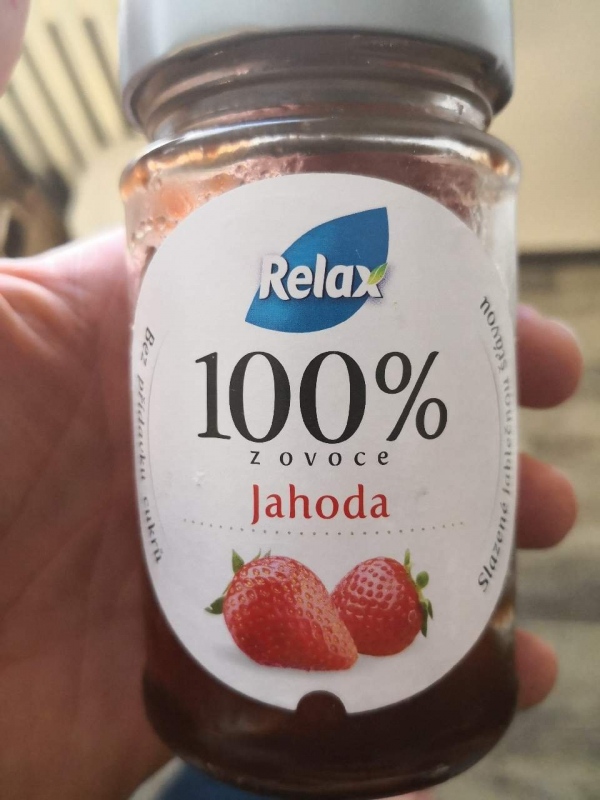 Relax
100%
z ovoce
Jahoda
Bez přídavku cukrů
Slazené jablečnou šťávou